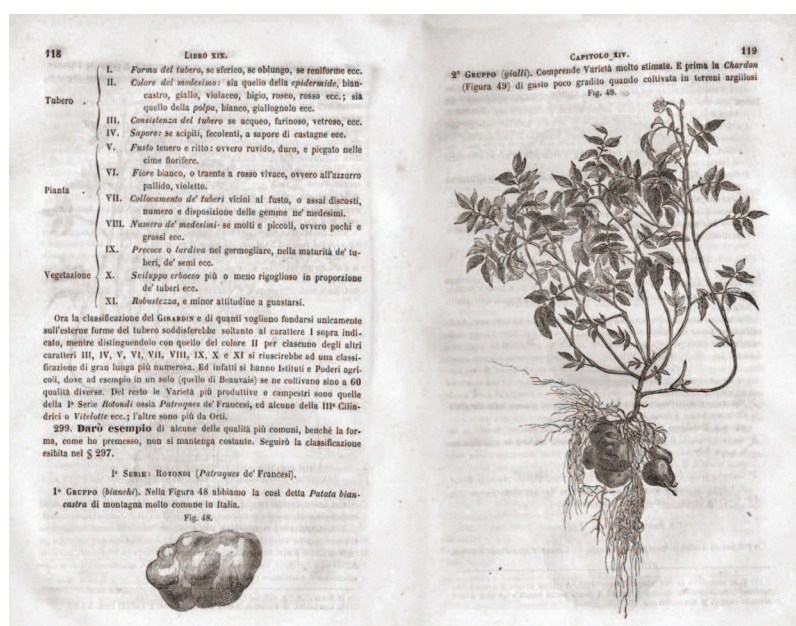 118
LIBRO XIX.
Tubero .
I. Forma del tubero, se sferico, se oblungo, se reniforme ecc.
II. Colore del medesimo: sia quello della epidermide, bian-
castro, giallo, violaceo, bigio, roseo, rosso ecc.; sia
quello della polpa, bianco, giallognolo ecc.
III. Consistenza del tubero se acqueo, farinoso, vetroso, ecc.
IV. Sapore: se scipiti, fecolenti, a sapore di castagne ecc.
Pianta .
V. Fusto tenero e ritto: ovvero ruvido, duro, e piegato nelle
cime florifere.
VI. Fiore bianco, o traente a rosso vivace, ovvero all'azzurro
pallido, violetto.
VII. Collocamento de' tuberi vicini al fusto, o assai discosti,
numero e disposizione delle gemme ne' medesimi.
VIII. Numero de' medesimi- se molti e piccoli, ovvero pochi e
grossi ecc.
Vegetazione
IX. Precoce o tardiva nel germogliare, nella maturità de' tu-
beri, de' semi ecc.
X. Sviluppo erbaceo più o meno rigoglioso in proporzione
de' tuberi ecc.
XI. Robustezza, e minor attitudine a guastarsi.
Ora la classificazione del GIRARDIN e di quanti vogliono fondarsi unicamente
sull'esterne forme del tubero soddisferebbe soltanto al carattere I sopra indi-
cato, mentre distinguendolo con quello del colore II per ciascuno degli altri
caratteri III, IV, V, VI, VII, VIII, IX, X e XI si riuscirebbe ad una classi-
ficazione di gran lunga più numerosa. Ed infatti si hanno Istituti e Poderi agri-
coli, dove ad esempio in un solo (quello di Beauvais) se ne coltivano sino a 60
qualità diverse. Del resto le Varietà più produttive e campestri sono quelle
della Iª Serie Rotondi ossia Patraques de' Francesi, ed alcune della IIIª Cilin-
drici o Vitelotte ecc.; l'altre sono più da Orti.
299. Darò esempio di alcune delle qualità più comuni, benchè la for-
ma, come ho premesso, non si mantenga costante. Seguirò la classificazione
esibita nel § 297.
Iª SERIE: ROTONDI (Patraques de' Francesi).
1º GRUPPO (bianchi). Nella Figura 48 abbiamo la così detta Patata bian-
castra di montagna molto comune in Italia.
Fig. 48.
CAPITOLO XIV.
119
2º GRUPPO (gialli). Comprende Varietà molto stimate. E prima la Chardon
(Figura 49) di gusto poco gradito quando coltivata in terreni argillosi
Fig. 49.